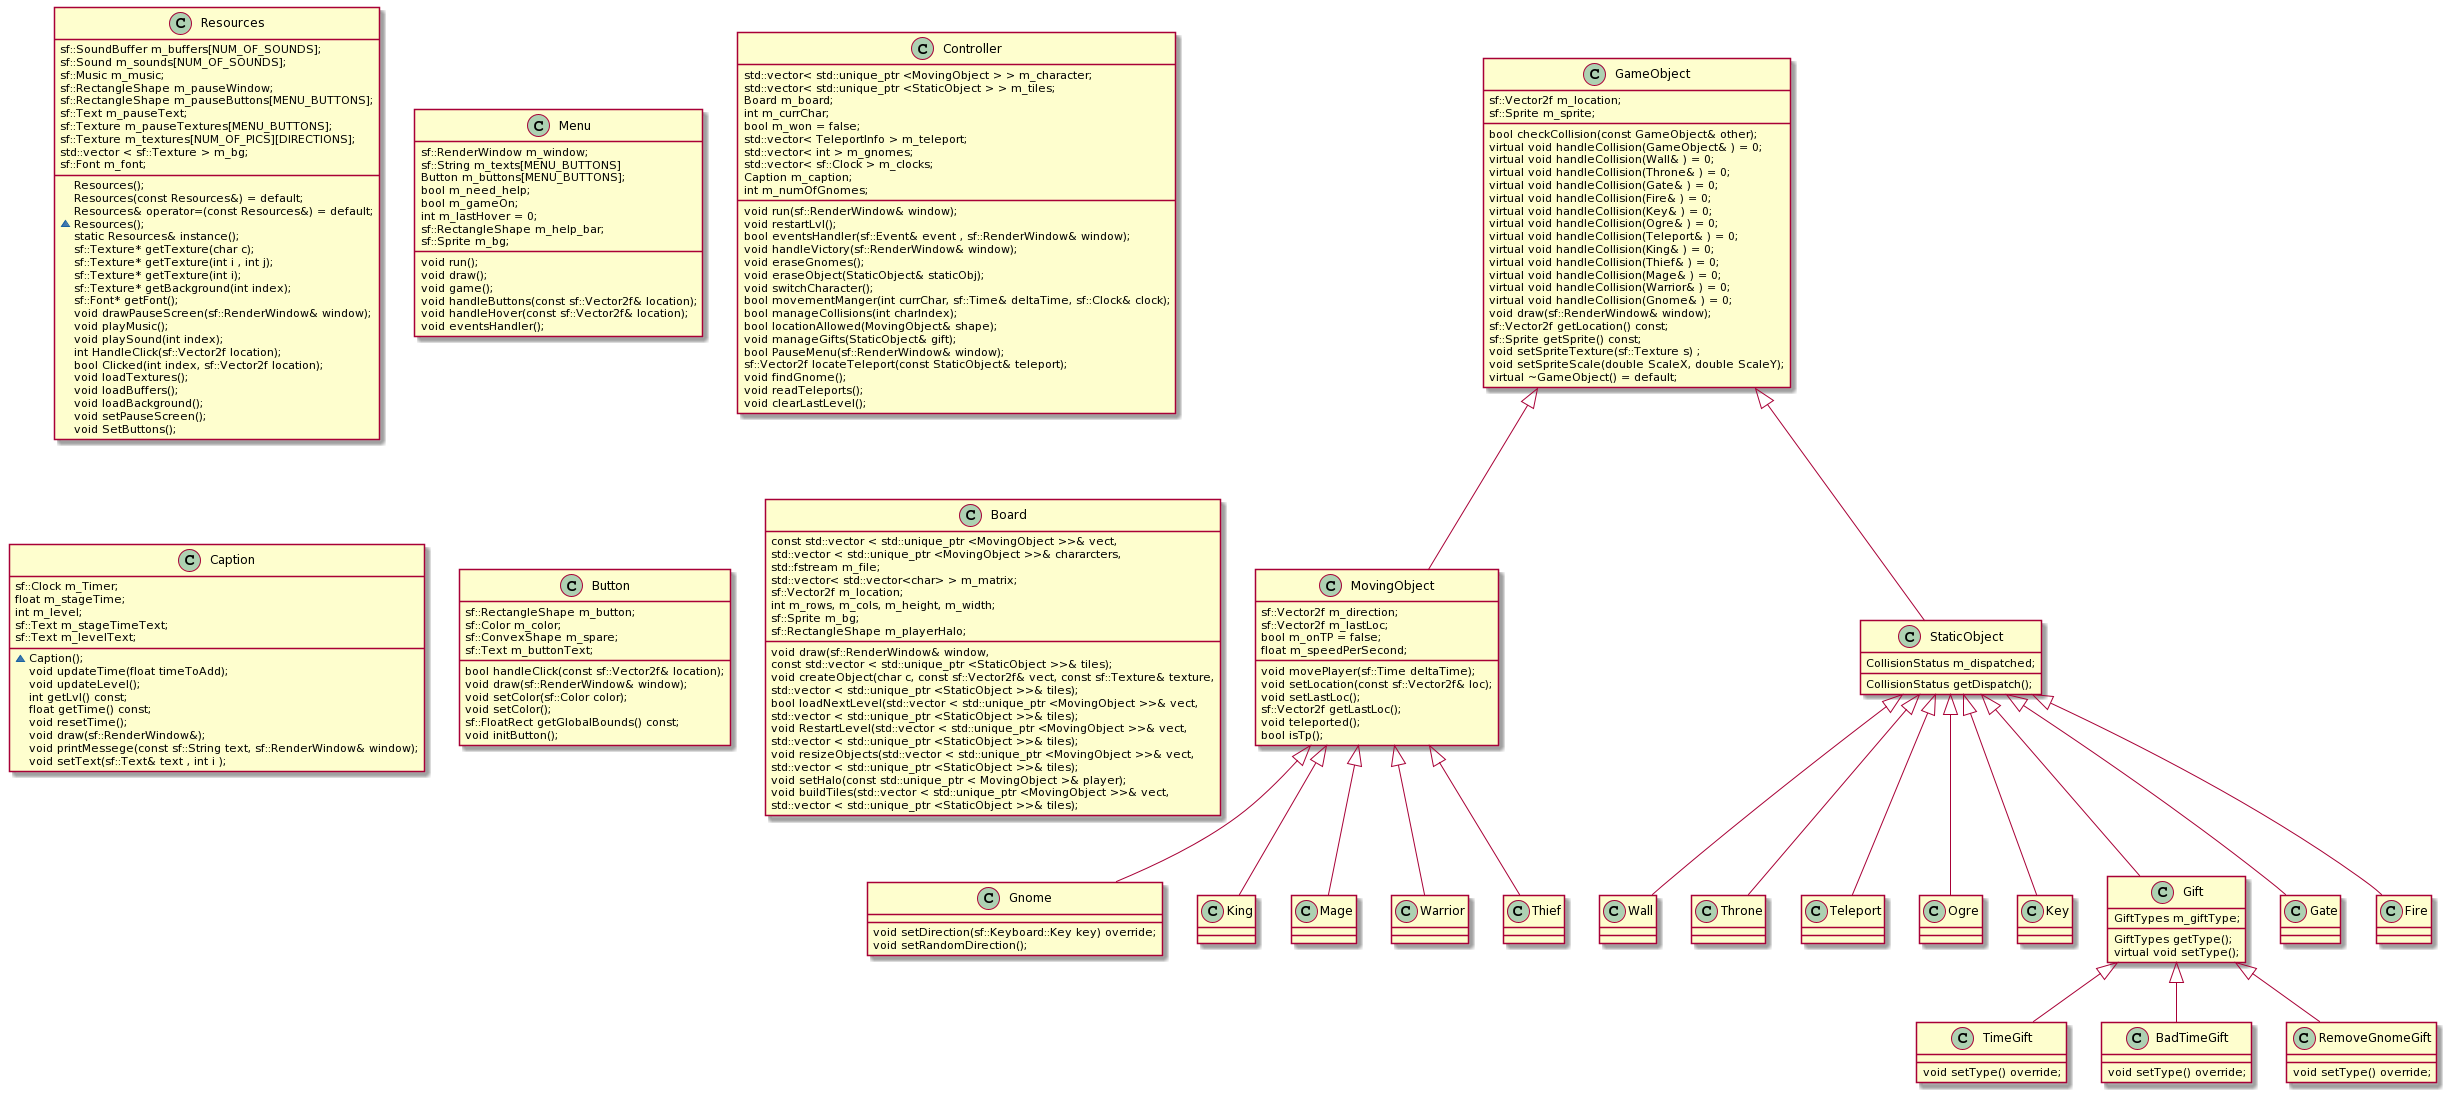 C Resources
sf::SoundBuffer m_buffers[NUM_OF_SOUNDS];
sf::Sound m_sounds[NUM_OF_SOUNDS];
sf::Music m_music;
sf::RectangleShape m_pauseWindow;
sf::RectangleShape m_pauseButtons[MENU_BUTTONS];
sf::Text m_pauseText;
sf::Texture m_pauseTextures[MENU_BUTTONS];
sf::Texture m_textures[NUM_OF_PICS][DIRECTIONS];
std::vector < sf::Texture > m_bg;
sf::Font m_font;
Resources();
Resources(const Resources&) = default;
Resources& operator=(const Resources&) = default;
Resources();
static Resources& instance();
sf::Texture* getTexture(char c);
sf::Texture* getTexture(int i , int j);
sf::Texture* getTexture(int i);
sf::Texture* getBackground(int index);
sf::Font* getFont();
void drawPauseScreen(sf::RenderWindow& window);
void playMusic();
void playSound(int index);
int HandleClick(sf::Vector2f location);
bool Clicked(int index, sf::Vector2f location);
void loadTextures();
void loadBuffers();
void loadBackground();
void setPauseScreen();
void SetButtons();
C Menu
sf::RenderWindow m_window;
sf::String m_texts[MENU_BUTTONS]
Button m_buttons[MENU_BUTTONS];
bool m_need_help;
bool m_gameOn;
int m_lastHover = 0;
sf::RectangleShape m_help_bar;
sf::Sprite m_bg;
void run();
void draw();
void game();
void handleButtons(const sf::Vector2f& location);
void handleHover(const sf::Vector2f& location);
void eventsHandler();
C Controller
std::vector< std::unique_ptr <MovingObject > > m_character;
std::vector< std::unique_ptr <StaticObject > > m_tiles;
Board m_board;
int m_currChar;
bool m_won = false;
std::vector< TeleportInfo > m_teleport;
std::vector< int > m_gnomes;
std::vector< sf::Clock > m_clocks;
Caption m_caption;
int m_numOfGnomes;
void run(sf::RenderWindow& window);
void restartLvl();
bool eventsHandler(sf::Event& event , sf::RenderWindow& window);
void handleVictory(sf::RenderWindow& window);
void eraseGnomes();
void eraseObject(StaticObject& staticObj);
void switchCharacter();
bool movementManger(int currChar, sf::Time& deltaTime, sf::Clock& clock);
bool manageCollisions(int charIndex);
bool locationAllowed(MovingObject& shape);
void manageGifts(StaticObject& gift);
bool PauseMenu(sf::RenderWindow& window);
sf::Vector2f locateTeleport(const StaticObject& teleport);
void findGnome();
void readTeleports();
void clearLastLevel();
C GameObject
sf::Vector2f m_location;
sf::Sprite m_sprite;
bool checkCollision(const GameObject& other);
virtual void handleCollision(GameObject& ) = 0;
virtual void handleCollision(Wall& ) = 0;
virtual void handleCollision(Throne& ) = 0;
virtual void handleCollision(Gate& ) = 0;
virtual void handleCollision(Fire& ) = 0;
virtual void handleCollision(Key& ) = 0;
virtual void handleCollision(Ogre& ) = 0;
virtual void handleCollision(Teleport& ) = 0;
virtual void handleCollision(King& ) = 0;
virtual void handleCollision(Thief& ) = 0;
virtual void handleCollision(Mage& ) = 0;
virtual void handleCollision(Warrior& ) = 0;
virtual void handleCollision(Gnome& ) = 0;
void draw(sf::RenderWindow& window);
sf::Vector2f getLocation() const;
sf::Sprite getSprite() const;
void setSpriteTexture(sf::Texture s) ;
void setSpriteScale(double ScaleX, double ScaleY);
virtual ~GameObject() = default;
C Caption
sf::Clock m_Timer;
float m_stageTime;
int m_level;
sf::Text m_stageTimeText;
sf::Text m_levelText;
Caption();
void updateTime(float timeToAdd);
void updateLevel();
int getLvl() const;
float getTime() const;
void resetTime();
void draw(sf::RenderWindow&);
void printMessege(const sf::String text, sf::RenderWindow& window);
void setText(sf::Text& text , int i );
C Button
sf::RectangleShape m_button;
sf::Color m_color;
sf::ConvexShape m_spare;
sf::Text m_buttonText;
bool handleClick(const sf::Vector2f& location);
void draw(sf::RenderWindow& window);
void setColor(sf::Color color);
void setColor();
sf::FloatRect getGlobalBounds() const;
void initButton();
C Board
const std::vector < std::unique_ptr <MovingObject >>& vect,
std::vector < std::unique_ptr <MovingObject >>& chararcters,
std::fstream m_file;
std::vector< std::vector<char> > m_matrix;
sf::Vector2f m_location;
int m_rows, m_cols, m_height, m_width;
sf::Sprite m_bg;
sf::RectangleShape m_playerHalo;
void draw(sf::RenderWindow& window,
const std::vector < std::unique_ptr <StaticObject >>& tiles);
void createObject(char c, const sf::Vector2f& vect, const sf::Texture& texture,
std::vector < std::unique_ptr <StaticObject >>& tiles);
bool loadNextLevel(std::vector < std::unique_ptr <MovingObject >>& vect,
std::vector < std::unique_ptr <StaticObject >>& tiles);
void RestartLevel(std::vector < std::unique_ptr <MovingObject >>& vect,
std::vector < std::unique_ptr <StaticObject >>& tiles);
void resizeObjects(std::vector < std::unique_ptr <MovingObject >>& vect,
std::vector < std::unique_ptr <StaticObject >>& tiles);
void setHalo(const std::unique_ptr < MovingObject >& player);
void buildTiles(std::vector < std::unique_ptr <MovingObject >>& vect,
std::vector < std::unique_ptr <StaticObject >>& tiles);
C MovingObject
sf::Vector2f m_direction;
sf::Vector2f m_lastLoc;
bool m_onTP = false;
float m_speedPerSecond;
void movePlayer(sf::Time deltaTime);
void setLocation(const sf::Vector2f& loc);
void setLastLoc();
sf::Vector2f getLastLoc();
void teleported();
bool isTp();
C StaticObject
CollisionStatus m_dispatched;
CollisionStatus getDispatch();
C Gnome
void setDirection(sf::Keyboard::Key key) override;
void setRandomDirection();
C King
C Mage
C Warrior
C Thief
C Wall
C Throne
C Teleport
C Ogre
C Key
C Gift
GiftTypes m_giftType;
GiftTypes getType();
virtual void setType();
C Gate
C Fire
C TimeGift
void setType() override;
C BadTimeGift
void setType() override;
C RemoveGnomeGift
void setType() override;